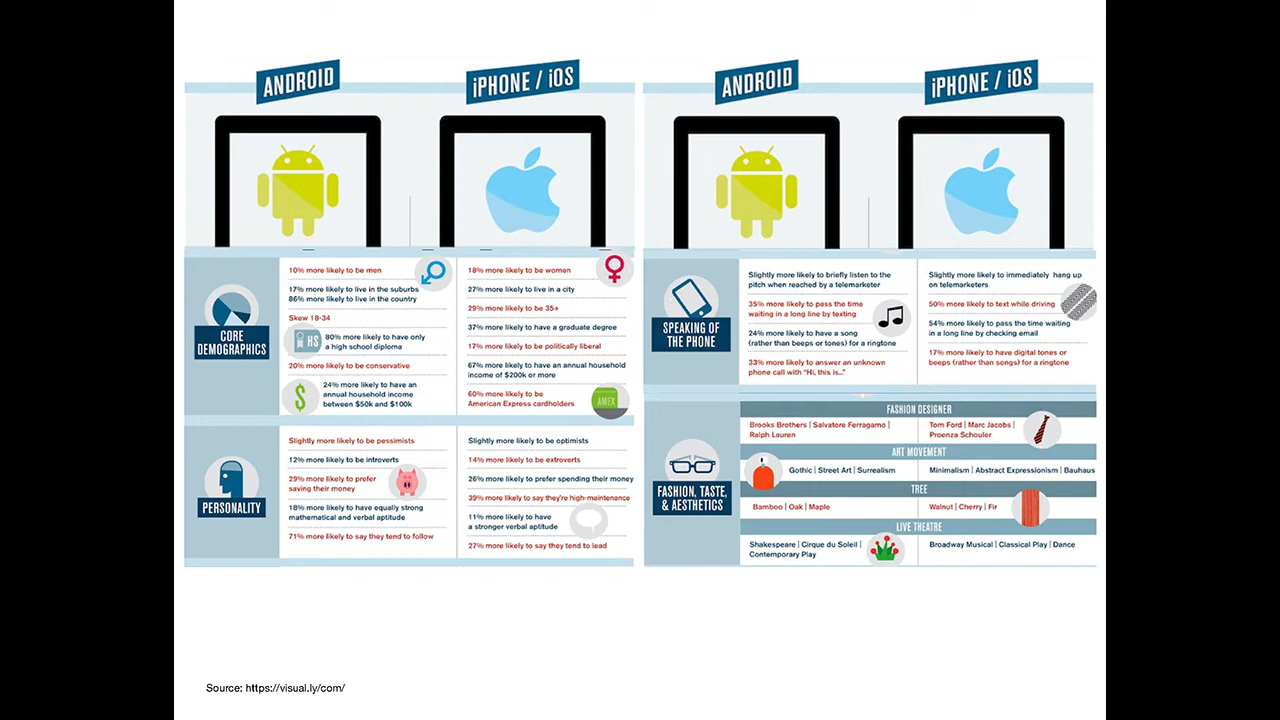 ANDROID
iPHONE / iOS
CORE
DEMOGRAPHICS
10% more likely to be men
17% more likely to live in the suburbs
86% more likely to live in the country
Skew 18-34
HS
80% more likely to have only
a high school diploma
20% more likely to be conservative
$
24% more likely to have an
annual household income
between $50k and $100k
18% more likely to be women
27% more likely to live in a city
29% more likely to be 35+
37% more likely to have a graduate degree
17% more likely to be politically liberal
67% more likely to have an annual household
income of $200k or more
60% more likely to be
American Express cardholders
AMEX
PERSONALITY
Slightly more likely to be pessimists
12% more likely to be introverts
29% more likely to prefer
saving their money
18% more likely to have equally strong
mathematical and verbal aptitude
71% more likely to say they tend to follow
Slightly more likely to be optimists
14% more likely to be extroverts
26% more likely to prefer spending their money
39% more likely to say they're high-maintenance
11% more likely to have
a stronger verbal aptitude
27% more likely to say they tend to lead
ANDROID
iPHONE / iOS
SPEAKING OF
THE PHONE
Slightly more likely to briefly listen to the
pitch when reached by a telemarketer
35% more likely to pass the time
waiting in a long line by texting
24% more likely to have a song
(rather than beeps or tones) for a ringtone
33% more likely to answer an unknown
phone call with "Hi, this is..."
Slightly more likely to immediately hang up
on telemarketers
50% more likely to text while driving
54% more likely to pass the time waiting
in a long line by checking email
17% more likely to have digital tones or
beeps (rather than songs) for a ringtone
FASHION, TASTE,
& AESTHETICS
FASHION DESIGNER
Brooks Brothers | Salvatore Ferragamo |
Ralph Lauren
Tom Ford | Marc Jacobs |
Proenza Schouler
ART MOVEMENT
Gothic | Street Art | Surrealism
Minimalism | Abstract Expressionism | Bauhaus
TREE
Bamboo | Oak | Maple
Walnut | Cherry | Fir
LIVE THEATRE
Shakespeare | Cirque du Soleil |
Contemporary Play
Broadway Musical | Classical Play | Dance
Source: https://visual.ly/com/